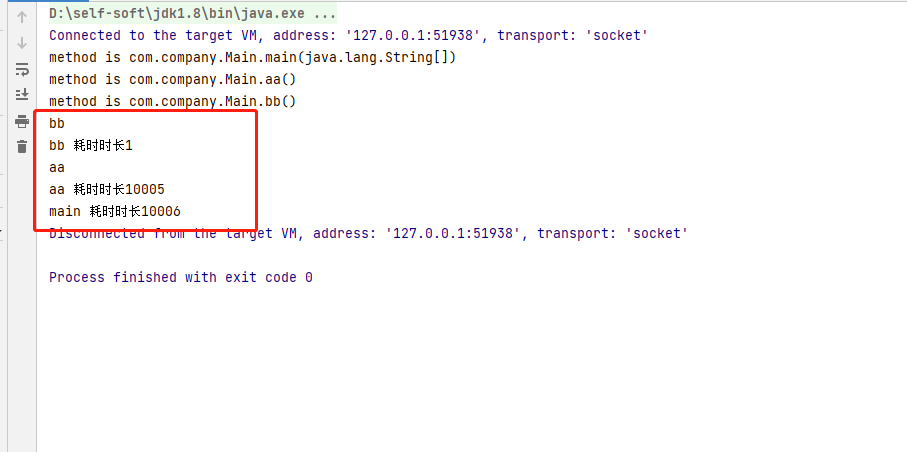 D:\self-soft\jdk1.8\bin\java.exe ...
Connected to the target VM, address: '127.0.0.1:51938', transport: 'socket'
method is com.company.Main.main(java.lang.String[])
method is com.company.Main.aa()
method is com.company.Main.bb()
bb
bb 耗时时长1
aa
aa 耗时时长10005
main 耗时时长10006
Disconnected from the target VM, address: '127.0.0.1:51938', transport: 'socket'
Process finished with exit code 0